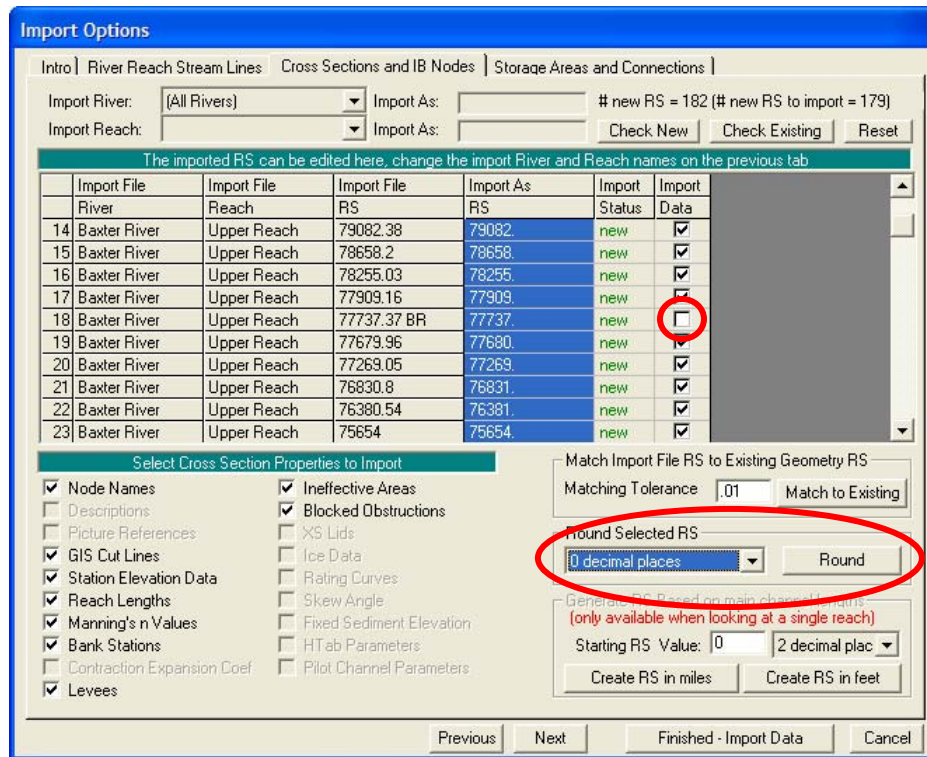 Import Options
Intro River Reach Stream Lines Cross Sections and IB Nodes Storage Areas and Connections
Import River: (All Rivers) Import As: # new RS = 182 (# new RS to import = 179)
Import Reach: Import As: Check New Check Existing Reset
The imported RS can be edited here, change the import River and Reach names on the previous tab
Import File Import File Import File Import As Import Import
River Reach RS RS Status Data
14 Baxter River Upper Reach 79082.38 79082. new
15 Baxter River Upper Reach 78658.2 78658. new
16 Baxter River Upper Reach 78255.03 78255. new
17 Baxter River Upper Reach 77909.16 77909. new
18 Baxter River Upper Reach 77737.37 BR 77737. new
19 Baxter River Upper Reach 77679.96 77680. new
20 Baxter River Upper Reach 77269.05 77269. new
21 Baxter River Upper Reach 76830.8 76831. new
22 Baxter River Upper Reach 76380.54 76381. new
23 Baxter River Upper Reach 75654 75654. new
Select Cross Section Properties to Import
Node Names
Descriptions
Picture References
GIS Cut Lines
Station Elevation Data
Reach Lengths
Manning's n Values
Bank Stations
Contraction Expansion Coef
Levees
Ineffective Areas
Blocked Obstructions
XS Lids
Ice Data
Rating Curves
Skew Angle
Fixed Sediment Elevation
HTab Parameters
Pilot Channel Parameters
Match Import File RS to Existing Geometry RS
Matching Tolerance .01 Match to Existing
Round Selected RS
0 decimal places Round
Generate RS Based on main channel lengths
(only available when looking at a single reach)
Starting RS Value: 0 2 decimal plac
Create RS in miles Create RS in feet
Previous Next Finished - Import Data Cancel